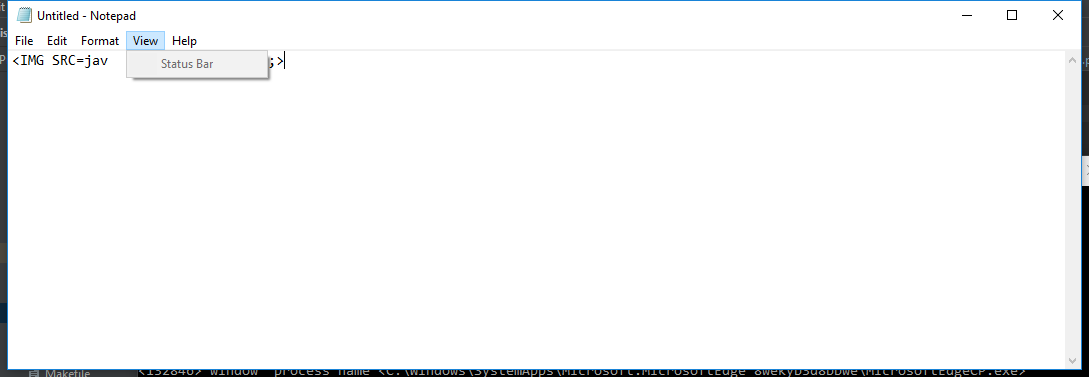 Untitled - Notepad
File Edit Format View Help
<IMG SRC=jav ;>
Status Bar
Makefile
<132846> window process name <C:\Windows\SystemApps\Microsoft.MicrosoftEdge_8wekyb3d8bbwe\MicrosoftEdgeCP.exe>